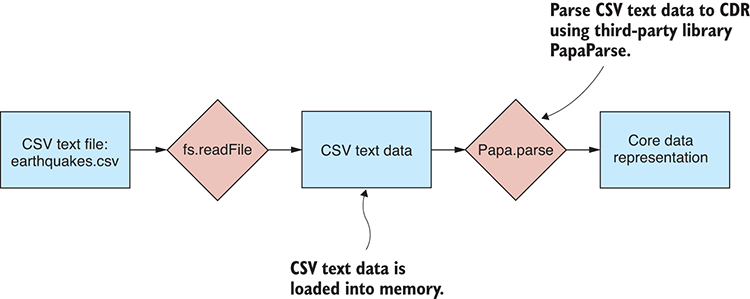 Parse CSV text data to CDR
using third-party library
PapaParse.
CSV text file:
earthquakes.csv
fs.readFile
CSV text data
Papa.parse
Core data
representation
CSV text data is
loaded into memory.